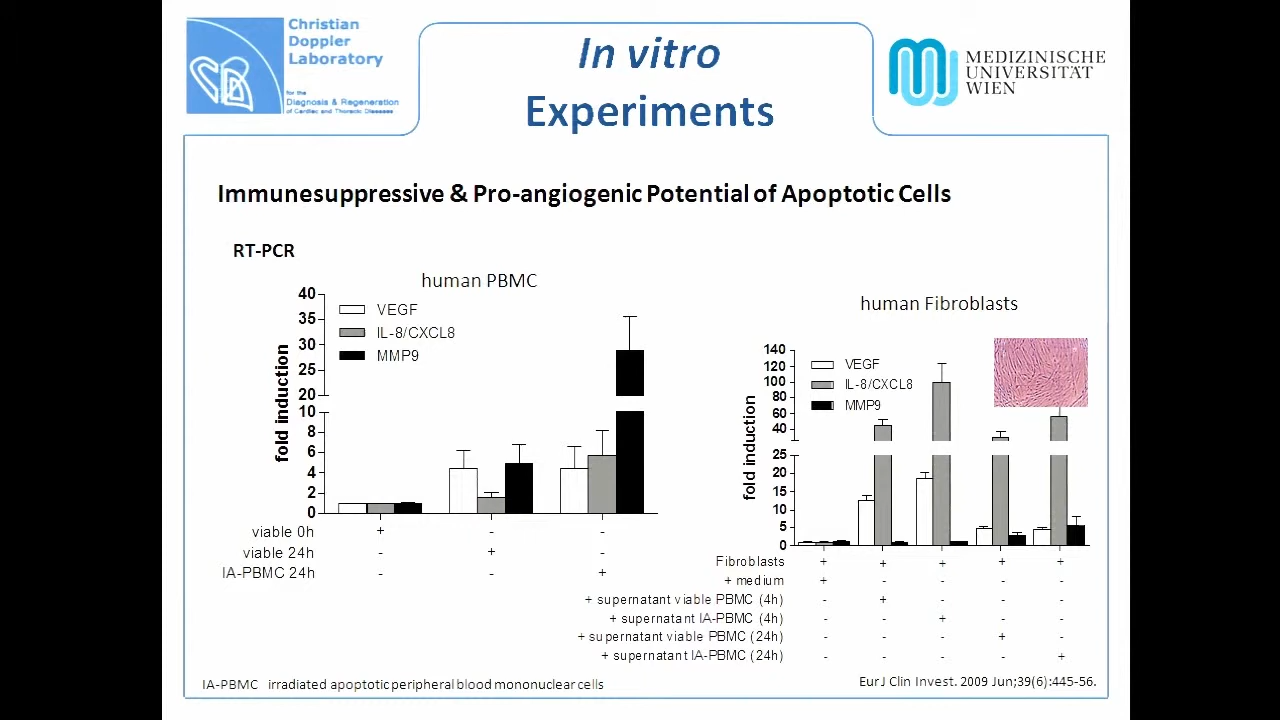 Christian
Doppler
Laboratory
for the
Diagnosis & Regeneration
of Cardiac and Thoracic Diseases
In vitro
Experiments
MEDIZINISCHE
UNIVERSITÄT
WIEN
Immunesuppressive & Pro-angiogenic Potential of Apoptotic Cells
RT-PCR
human PBMC
VEGF
IL-8/CXCL8
MMP9
fold induction
40
35
30
25
20
10
8
6
4
2
0
viable 0h + - -
viable 24h - + -
IA-PBMC 24h - - +
human Fibroblasts
VEGF
IL-8/CXCL8
MMP9
fold induction
140
120
100
80
60
40
25
20
15
10
5
0
Fibroblasts + + + + +
+ medium + - - - -
+ supernatant viable PBMC (4h) - + - - -
+ supernatant IA-PBMC (4h) - - + - -
+ supernatant viable PBMC (24h) - - - + -
+ supernatant IA-PBMC (24h) - - - - +
IA-PBMC irradiated apoptotic peripheral blood mononuclear cells
Eur J Clin Invest. 2009 Jun;39(6):445-56.